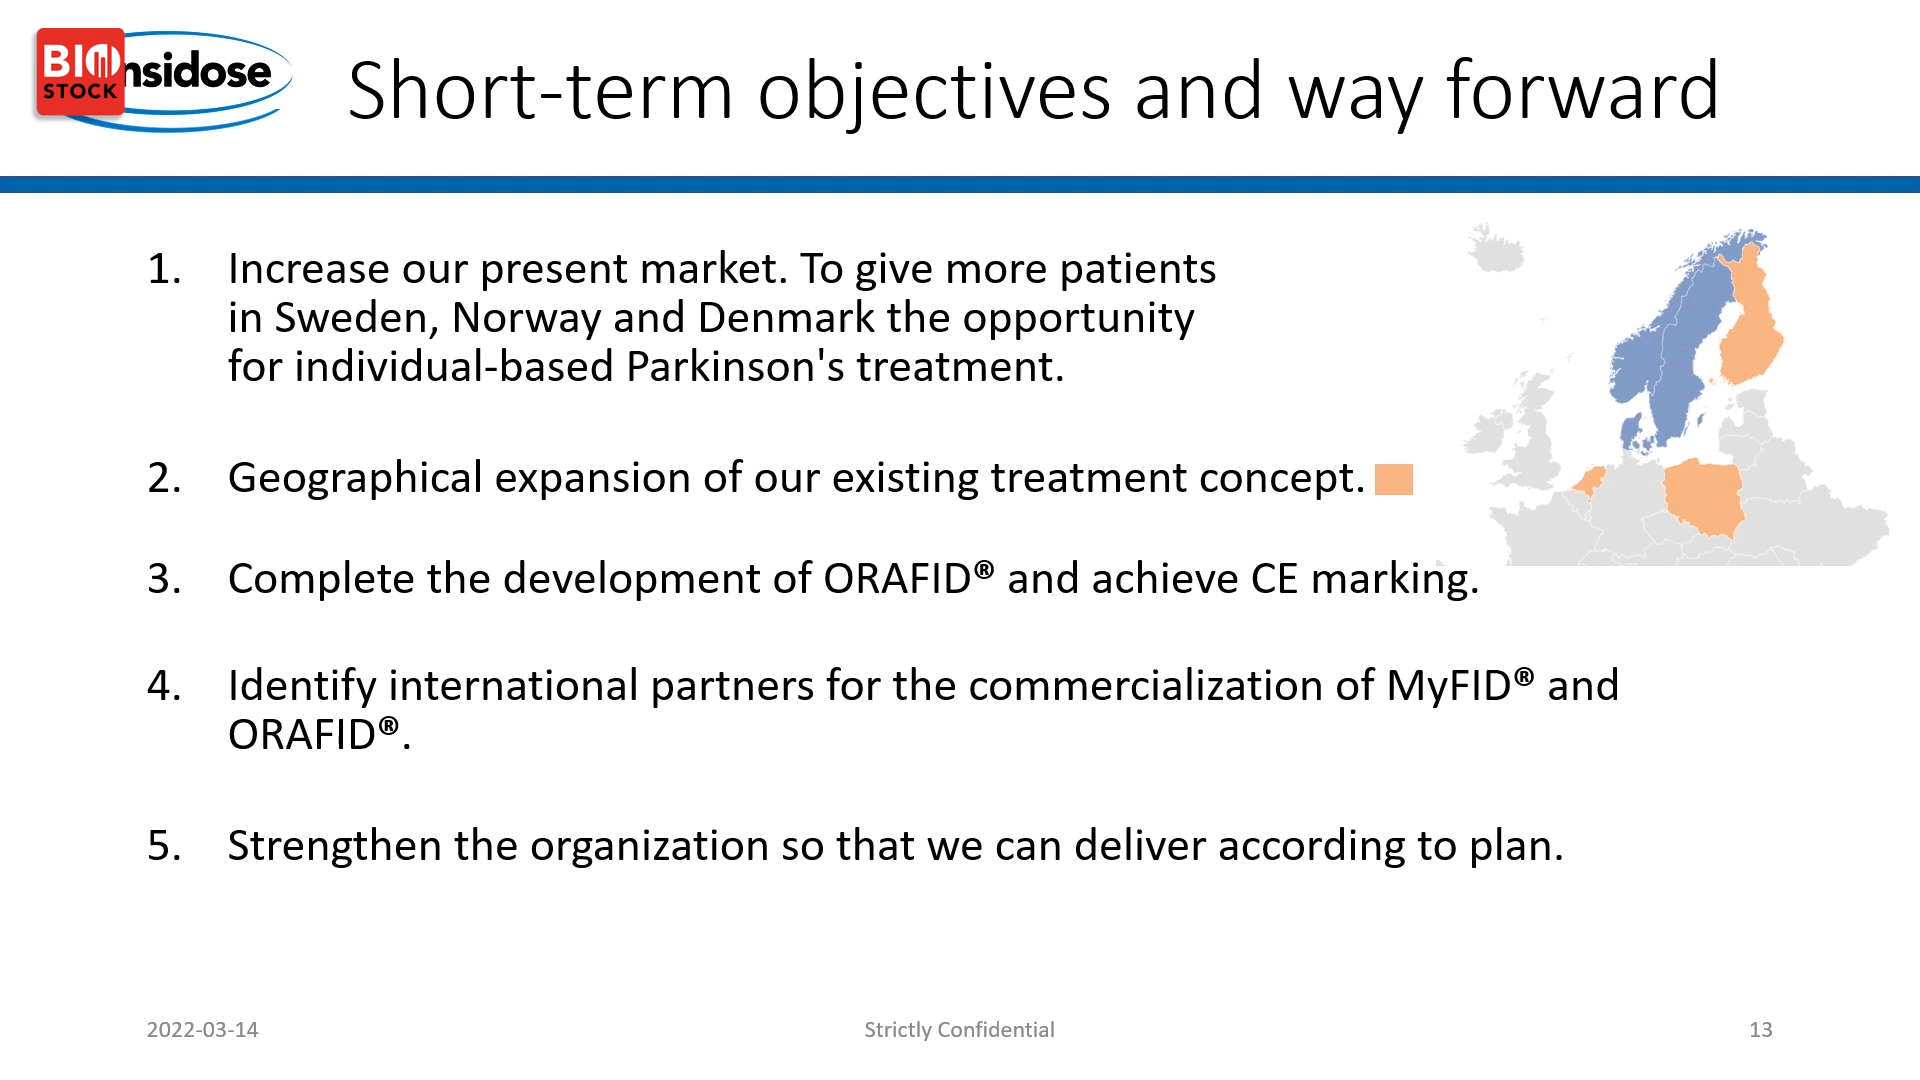 BIO
STOCK
nsidose
Short-term objectives and way forward
1. Increase our present market. To give more patients
in Sweden, Norway and Denmark the opportunity
for individual-based Parkinson's treatment.
2. Geographical expansion of our existing treatment concept.
3. Complete the development of ORAFID® and achieve CE marking.
4. Identify international partners for the commercialization of MyFID® and
ORAFID®.
5. Strengthen the organization so that we can deliver according to plan.
2022-03-14
Strictly Confidential
13